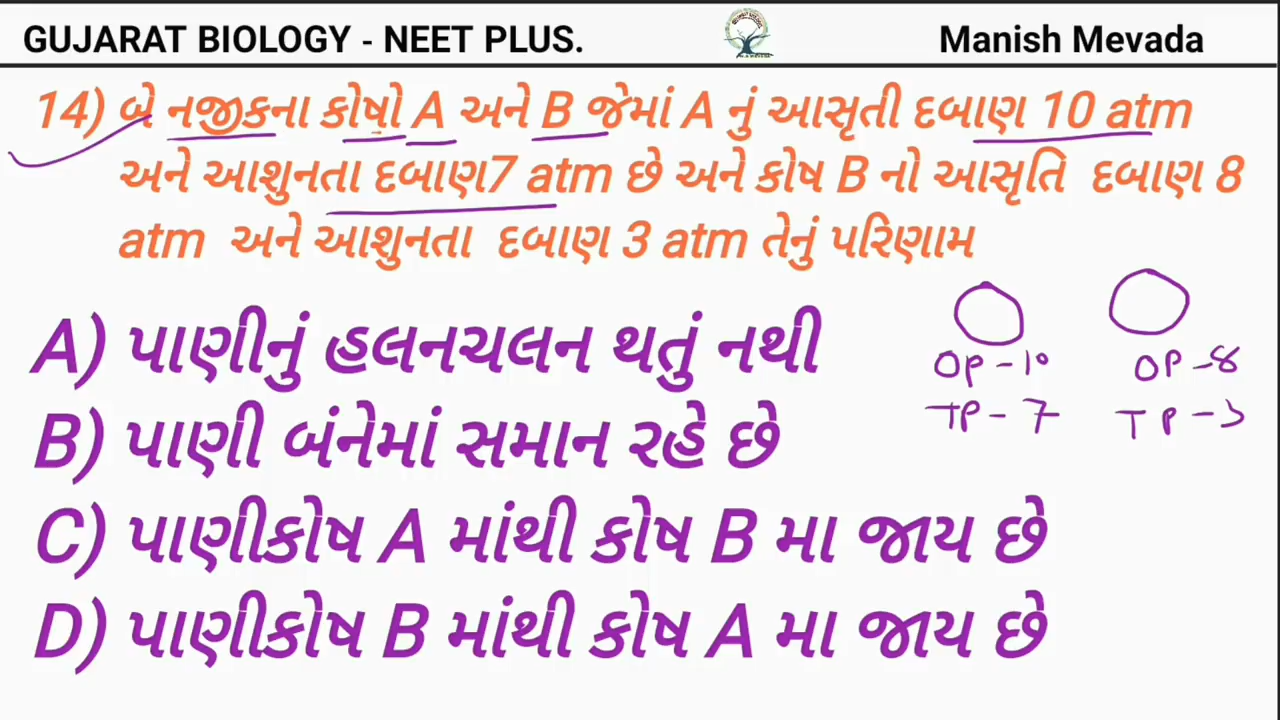 GUJARAT BIOLOGY - NEET PLUS.
Manish Mevada
14) બે નજીકના કોષો A અને B જેમાં A નું આસૃતી દબાણ 10 atm
અને આશુનતા દબાણ7 atm છે અને કોષ B નો આસૃતિ દબાણ 8
atm અને આશુનતા દબાણ 3 atm તેનું પરિણામ
A) પાણીનું હલનચલન થતું નથી
B) પાણી બંનેમાં સમાન રહે છે
C) પાણીકોષ A માંથી કોષ B મા જાય છે
D) પાણીકોષ B માંથી કોષ A મા જાય છે
OP - 10
TP - 7
OP - 8
TP - 3